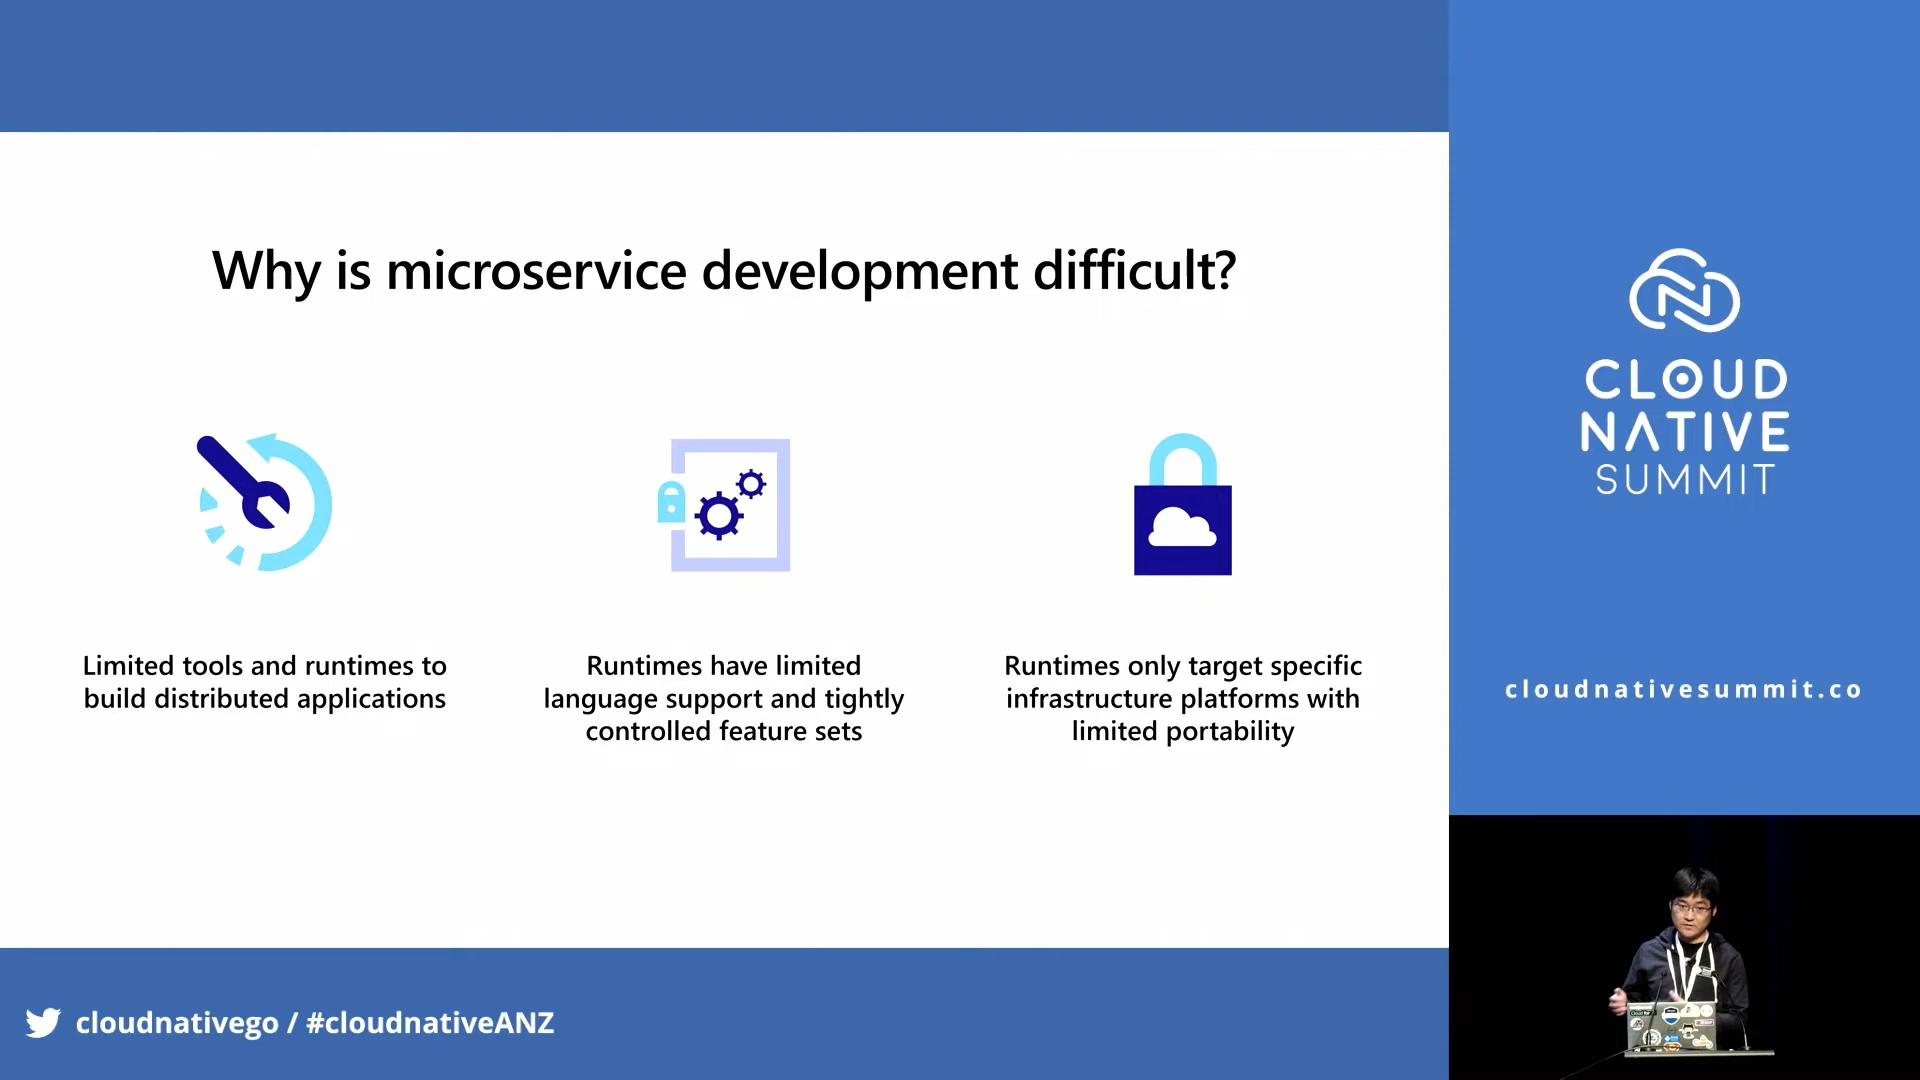 Why is microservice development difficult?
Limited tools and runtimes to
build distributed applications
Runtimes have limited
language support and tightly
controlled feature sets
Runtimes only target specific
infrastructure platforms with
limited portability
CLOUD
NATIVE
SUMMIT
cloudnativesummit.co
cloudnativego / #cloudnativeANZ